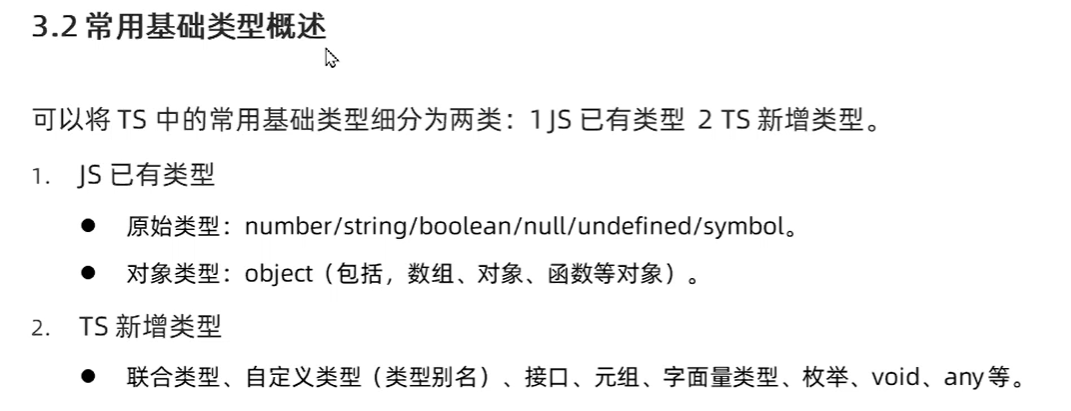 3.2 常用基础类型概述
可以将 TS 中的常用基础类型细分为两类：1 JS 已有类型 2 TS 新增类型。
1. JS 已有类型
● 原始类型：number/string/boolean/null/undefined/symbol。
● 对象类型：object（包括，数组、对象、函数等对象）。
2. TS 新增类型
● 联合类型、自定义类型（类型别名）、接口、元组、字面量类型、枚举、void、any等。